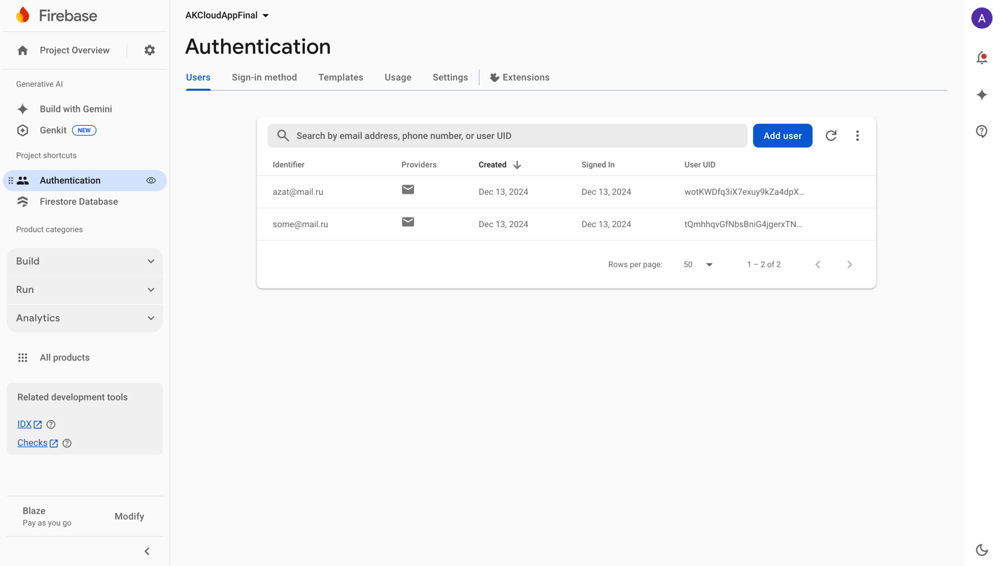 Firebase
Project Overview
Generative AI
Build with Gemini
Genkit NEW
Project shortcuts
Authentication
Firestore Database
Product categories
Build
Run
Analytics
All products
Related development tools
IDX
Checks
Blaze
Pay as you go
Modify
AKCloudAppFinal
Authentication
Users Sign-in method Templates Usage Settings Extensions
Search by email address, phone number, or user UID Add user
Identifier Providers Created Signed In User UID
azat@mail.ru Dec 13, 2024 Dec 13, 2024 wotKWDfq3iX7exuy9kZa4dpX...
some@mail.ru Dec 13, 2024 Dec 13, 2024 tQmhhqvGfNbsBniG4jgerxTN...
Rows per page: 50 1 – 2 of 2
A